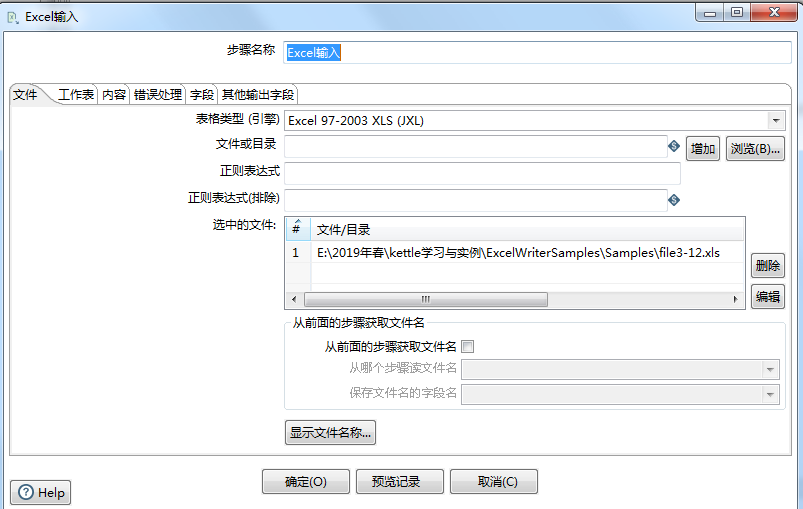 Excel输入
步骤名称 Excel输入
文件 工作表 内容 错误处理 字段 其他输出字段
表格类型 (引擎) Excel 97-2003 XLS (JXL)
文件或目录 增加 浏览(B)...
正则表达式
正则表达式(排除)
选中的文件: # 文件/目录
1 E:\2019年春\kettle学习与实例\ExcelWriterSamples\Samples\file3-12.xls
删除
编辑
从前面的步骤获取文件名
从前面的步骤获取文件名
从哪个步骤读文件名
保存文件名的字段名
显示文件名称...
确定(O) 预览记录 取消(C)
Help